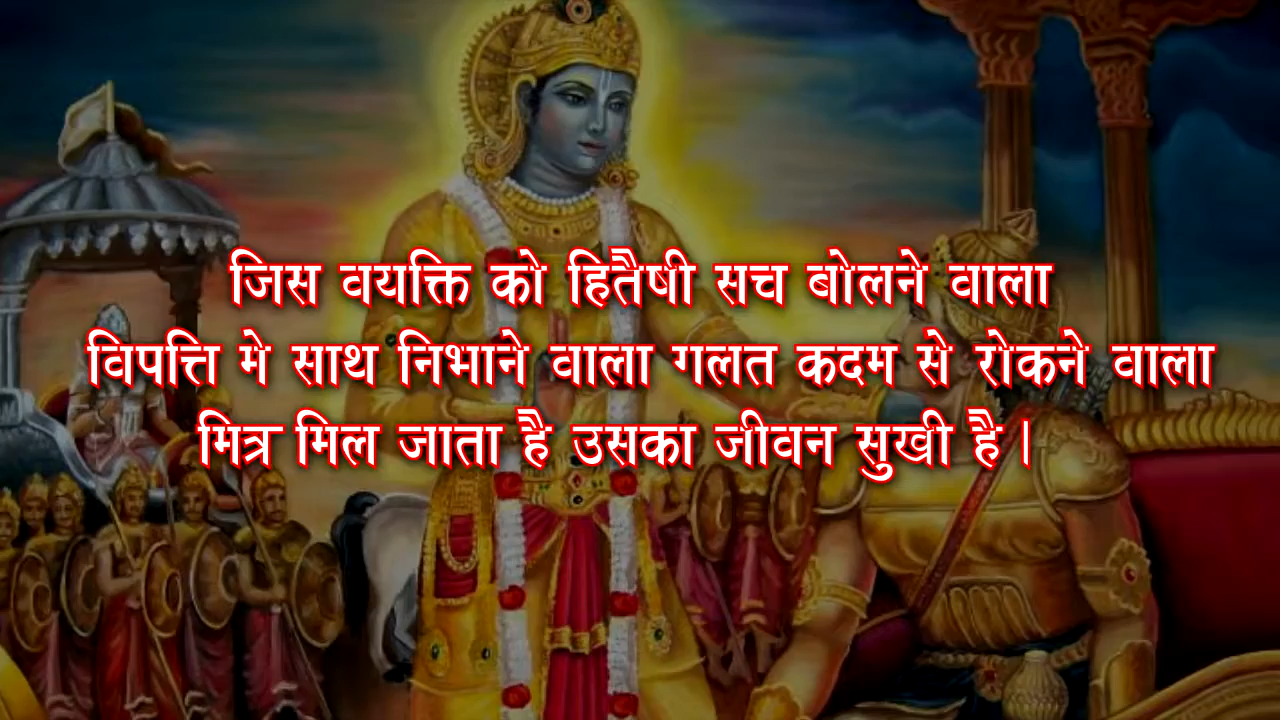 जिस वयक्ति को हितैषी सच बोलने वाला
विपत्ति मे साथ निभाने वाला गलत कदम से रोकने वाला
मित्र मिल जाता है उसका जीवन सुखी है।